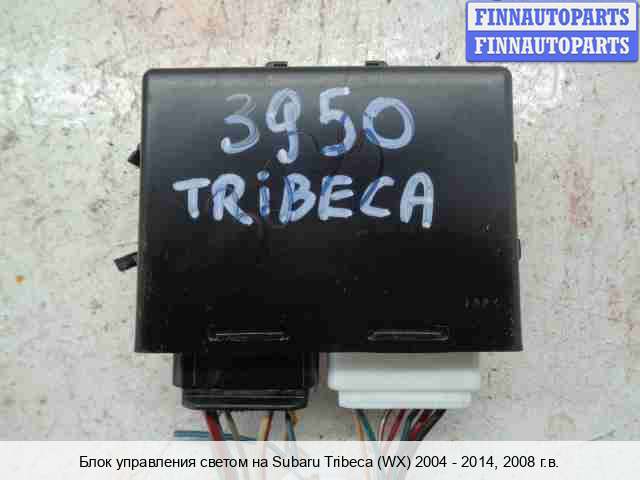 FINNAUTOPARTS
FINNAUTOPARTS
3950
TRiBECA
Блок управления светом на Subaru Tribeca (WX) 2004 - 2014, 2008 г.в.